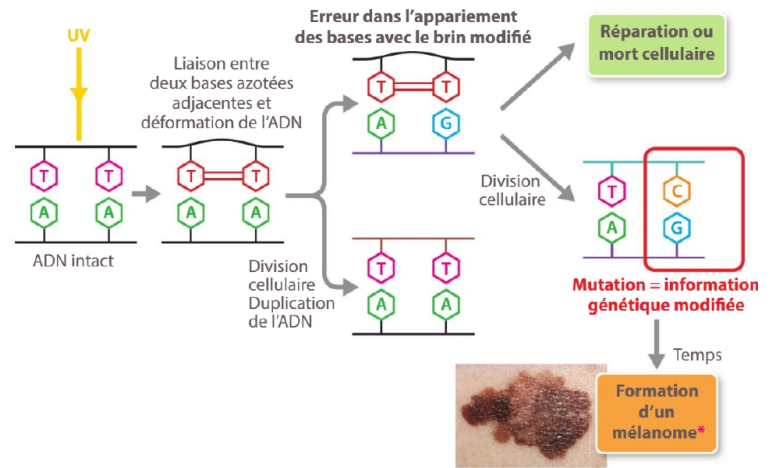 UV
T T
A A
ADN intact
Liaison entre
deux bases azotées
adjacentes et
déformation de l'ADN
T T
A A
Erreur dans l'appariement
des bases avec le brin modifié
T T
A G
Division
cellulaire
Duplication
de l'ADN
T T
A A
Réparation ou
mort cellulaire
Division
cellulaire
T C
A G
Mutation = information
génétique modifiée
Temps
Formation
d'un
mélanome*